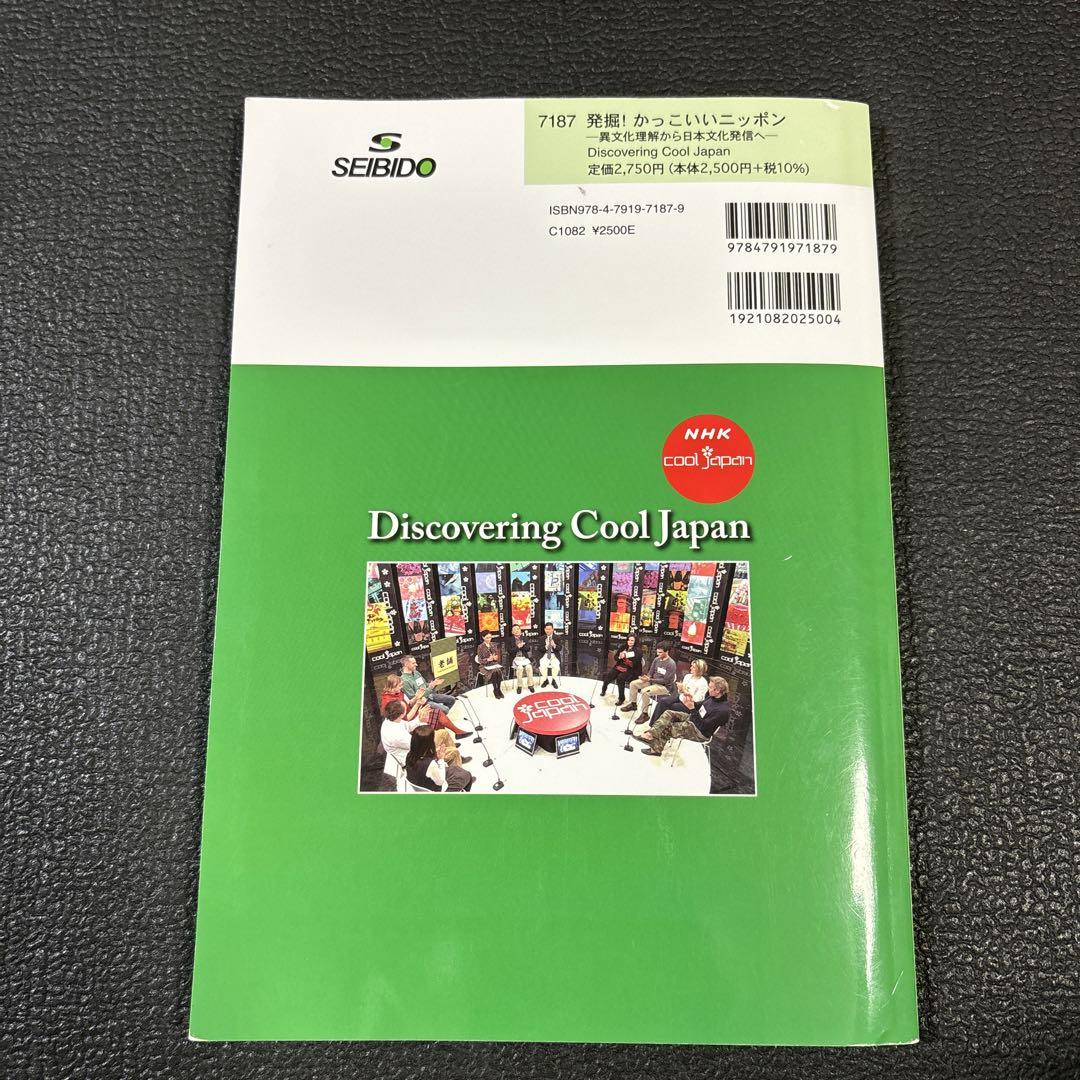 SEIBIDO
7187 発掘! かっこいいニッポン
―異文化理解から日本文化発信へ―
Discovering Cool Japan
定価2,750円 (本体2,500円+税10%)
ISBN978-4-7919-7187-9
C1082 ¥2500E
9784791971879
1921082025004
NHK
cool japan
Discovering Cool Japan
老舗
cool japan